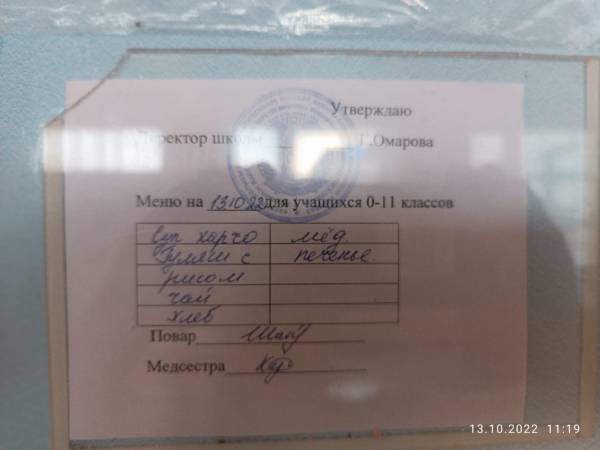 Утверждаю
Директор школы Г.Омарова
Меню на 13.10.22 для учащихся 0-11 классов
Суп харчо мёд
Гуляш с печенье
рисом
чай
хлеб
Повар
Медсестра
13.10.2022 11:19